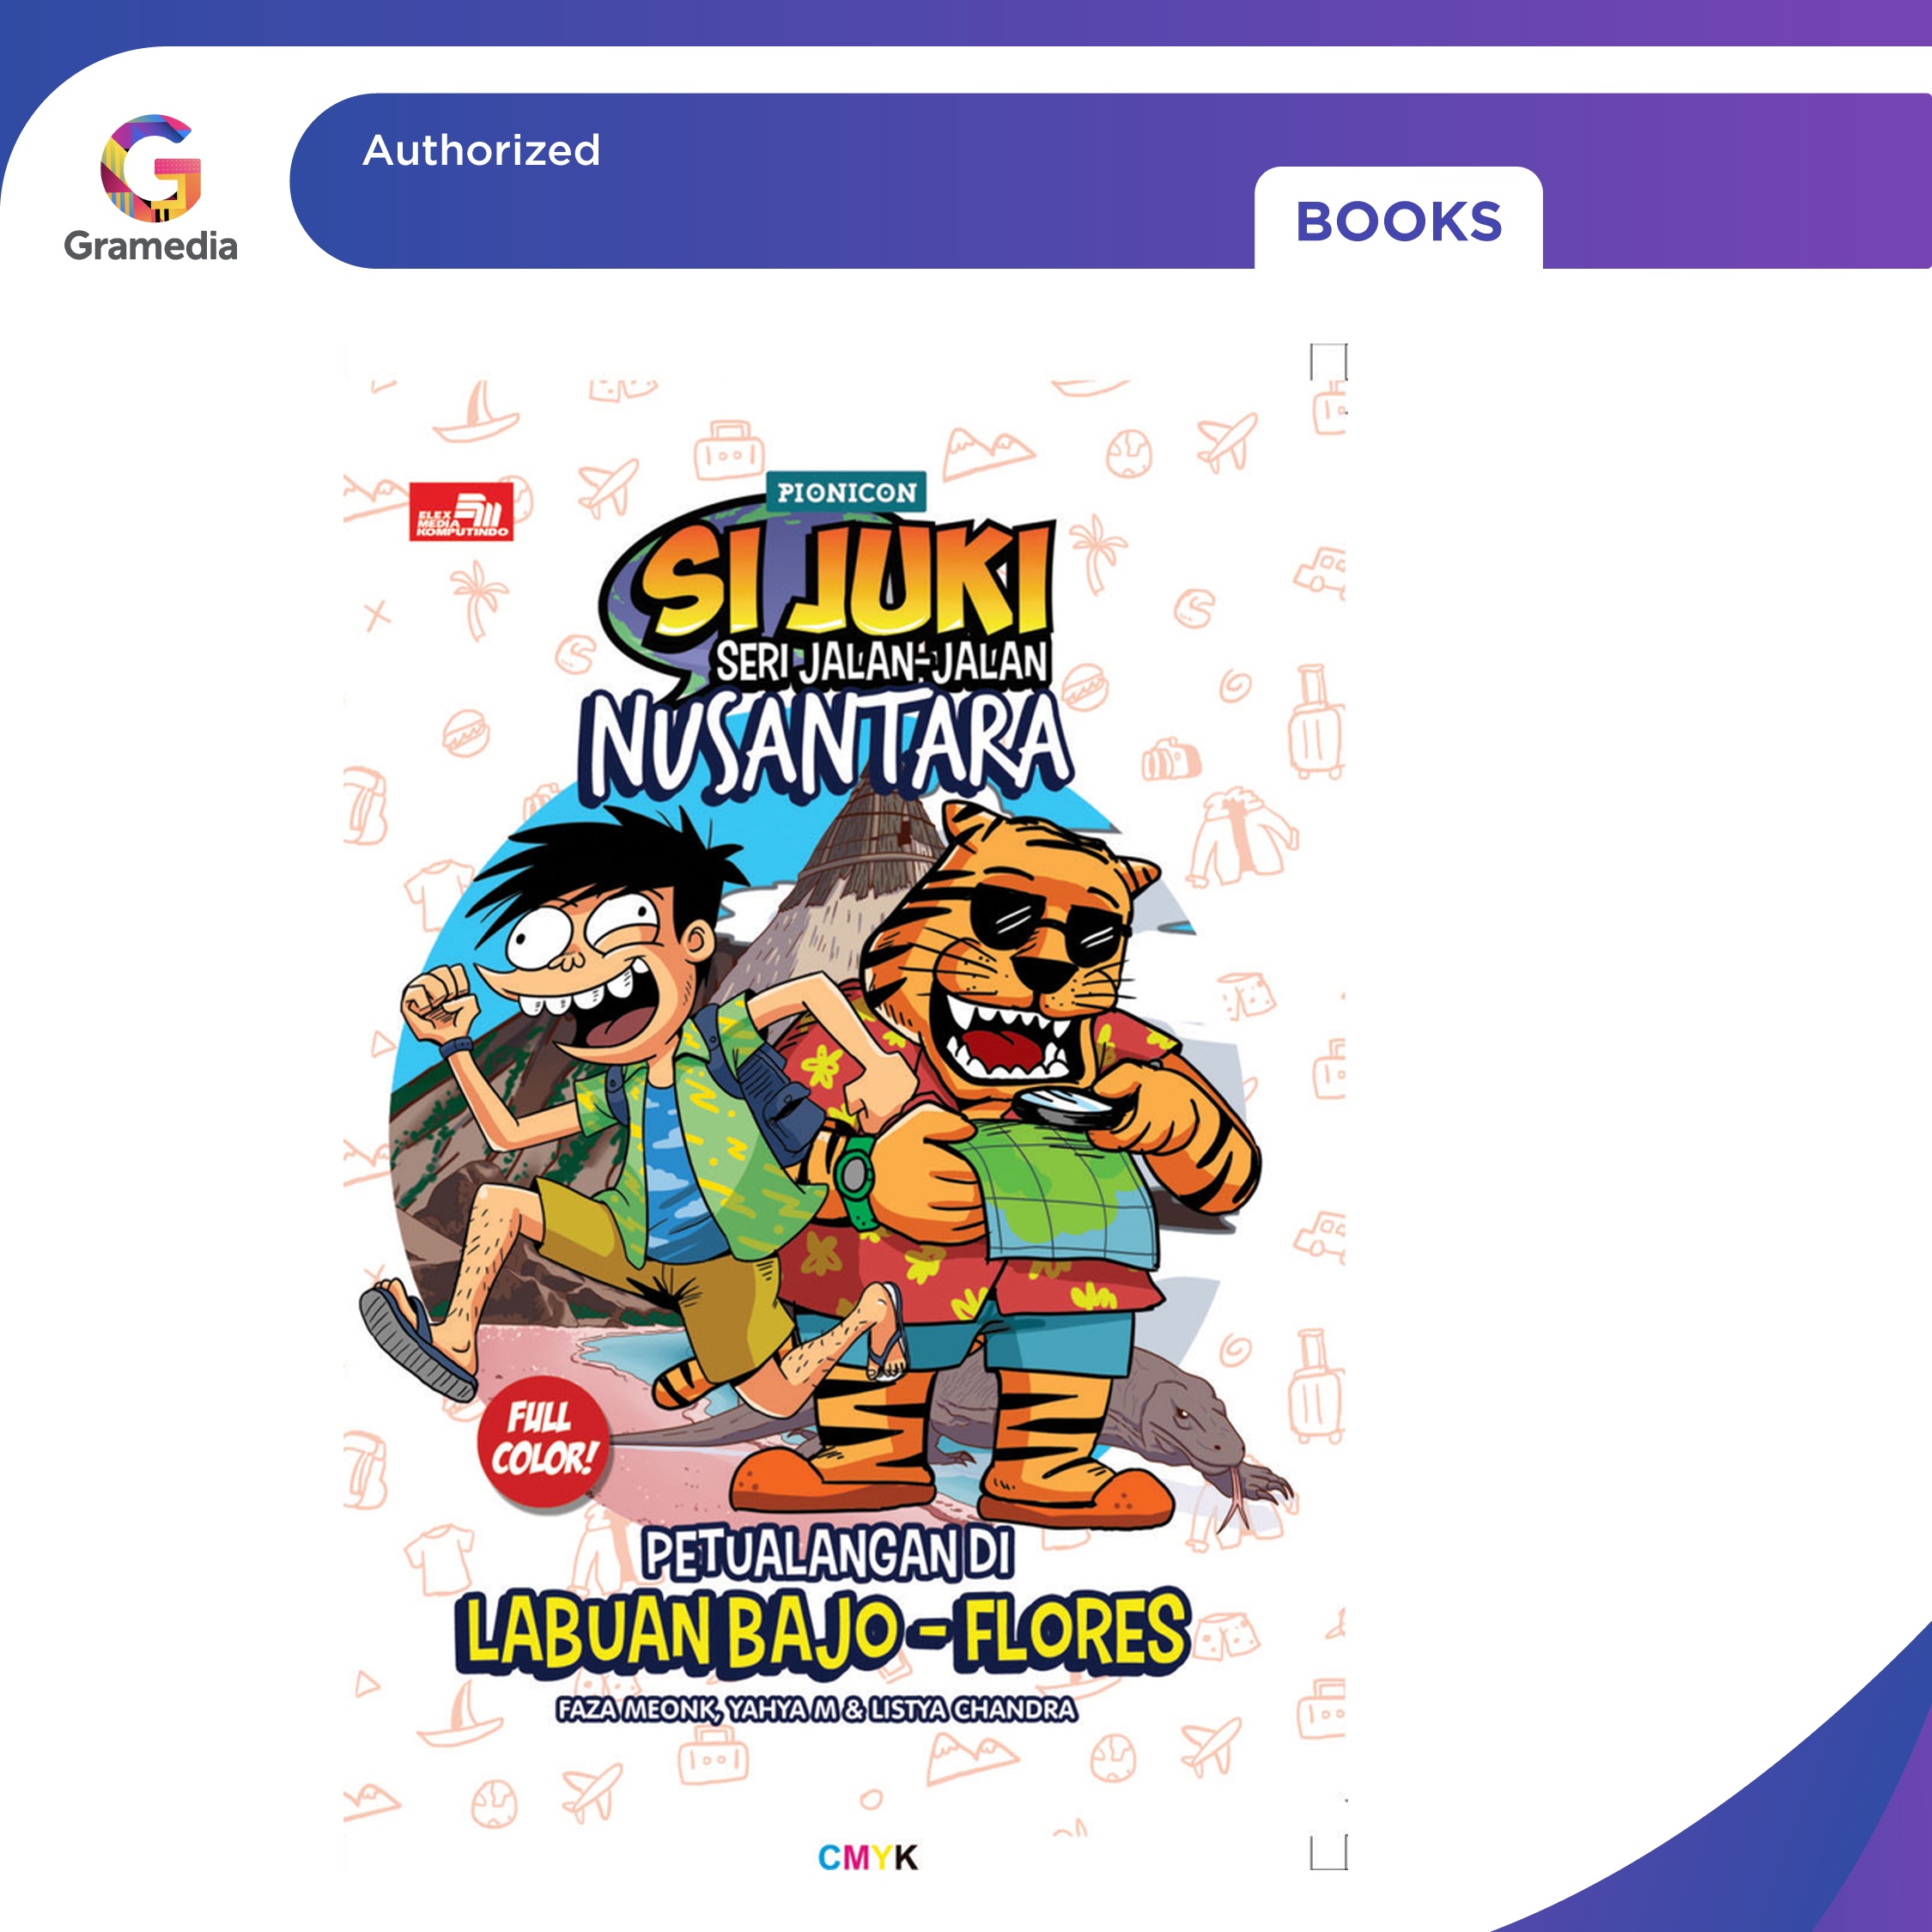 Gramedia
Authorized
BOOKS
PIONICON
ELEX
MEDIA
KOMPUTINDO
SI JUKI
SERI JALAN-JALAN
NUSANTARA
FULL
COLOR!
PETUALANGAN DI
LABUAN BAJO - FLORES
FAZA MEONK, YAHYA M & LISTYA CHANDRA
CMYK